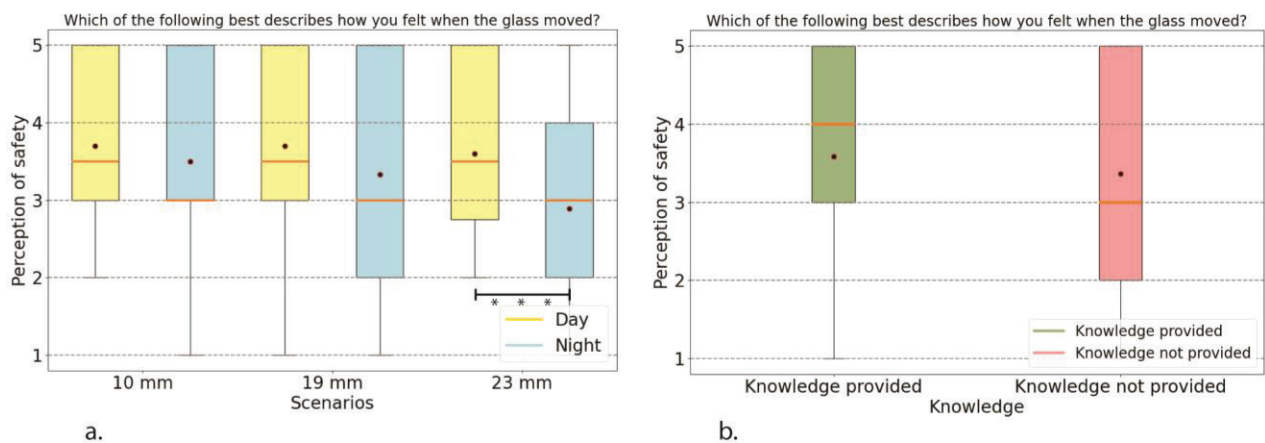 Which of the following best describes how you felt when the glass moved?
Perception of safety
5
4
3
2
1
* * *
Day
Night
10 mm
19 mm
23 mm
Scenarios
a.
Which of the following best describes how you felt when the glass moved?
Perception of safety
5
4
3
2
1
Knowledge provided
Knowledge not provided
Knowledge provided
Knowledge not provided
Knowledge
b.